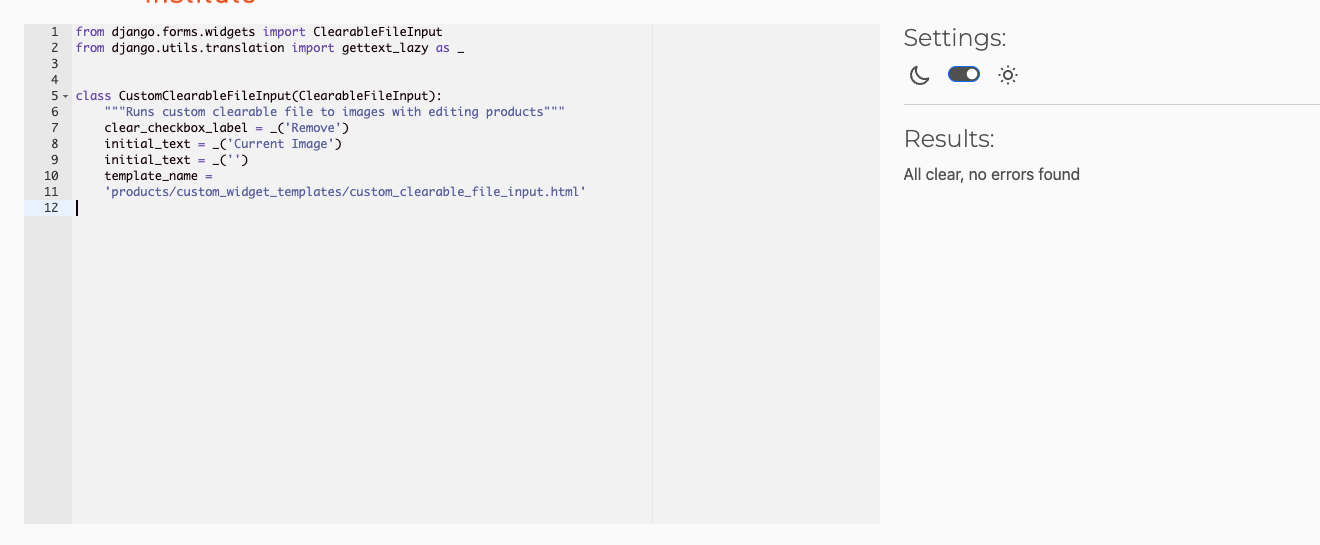 1 from django.forms.widgets import ClearableFileInput
2 from django.utils.translation import gettext_lazy as _
3
4
5 class CustomClearableFileInput(ClearableFileInput):
6     """Runs custom clearable file to images with editing products"""
7     clear_checkbox_label = _('Remove')
8     initial_text = _('Current Image')
9     initial_text = _('')
10     template_name =
11     'products/custom_widget_templates/custom_clearable_file_input.html'
12
Settings:
Results:
All clear, no errors found